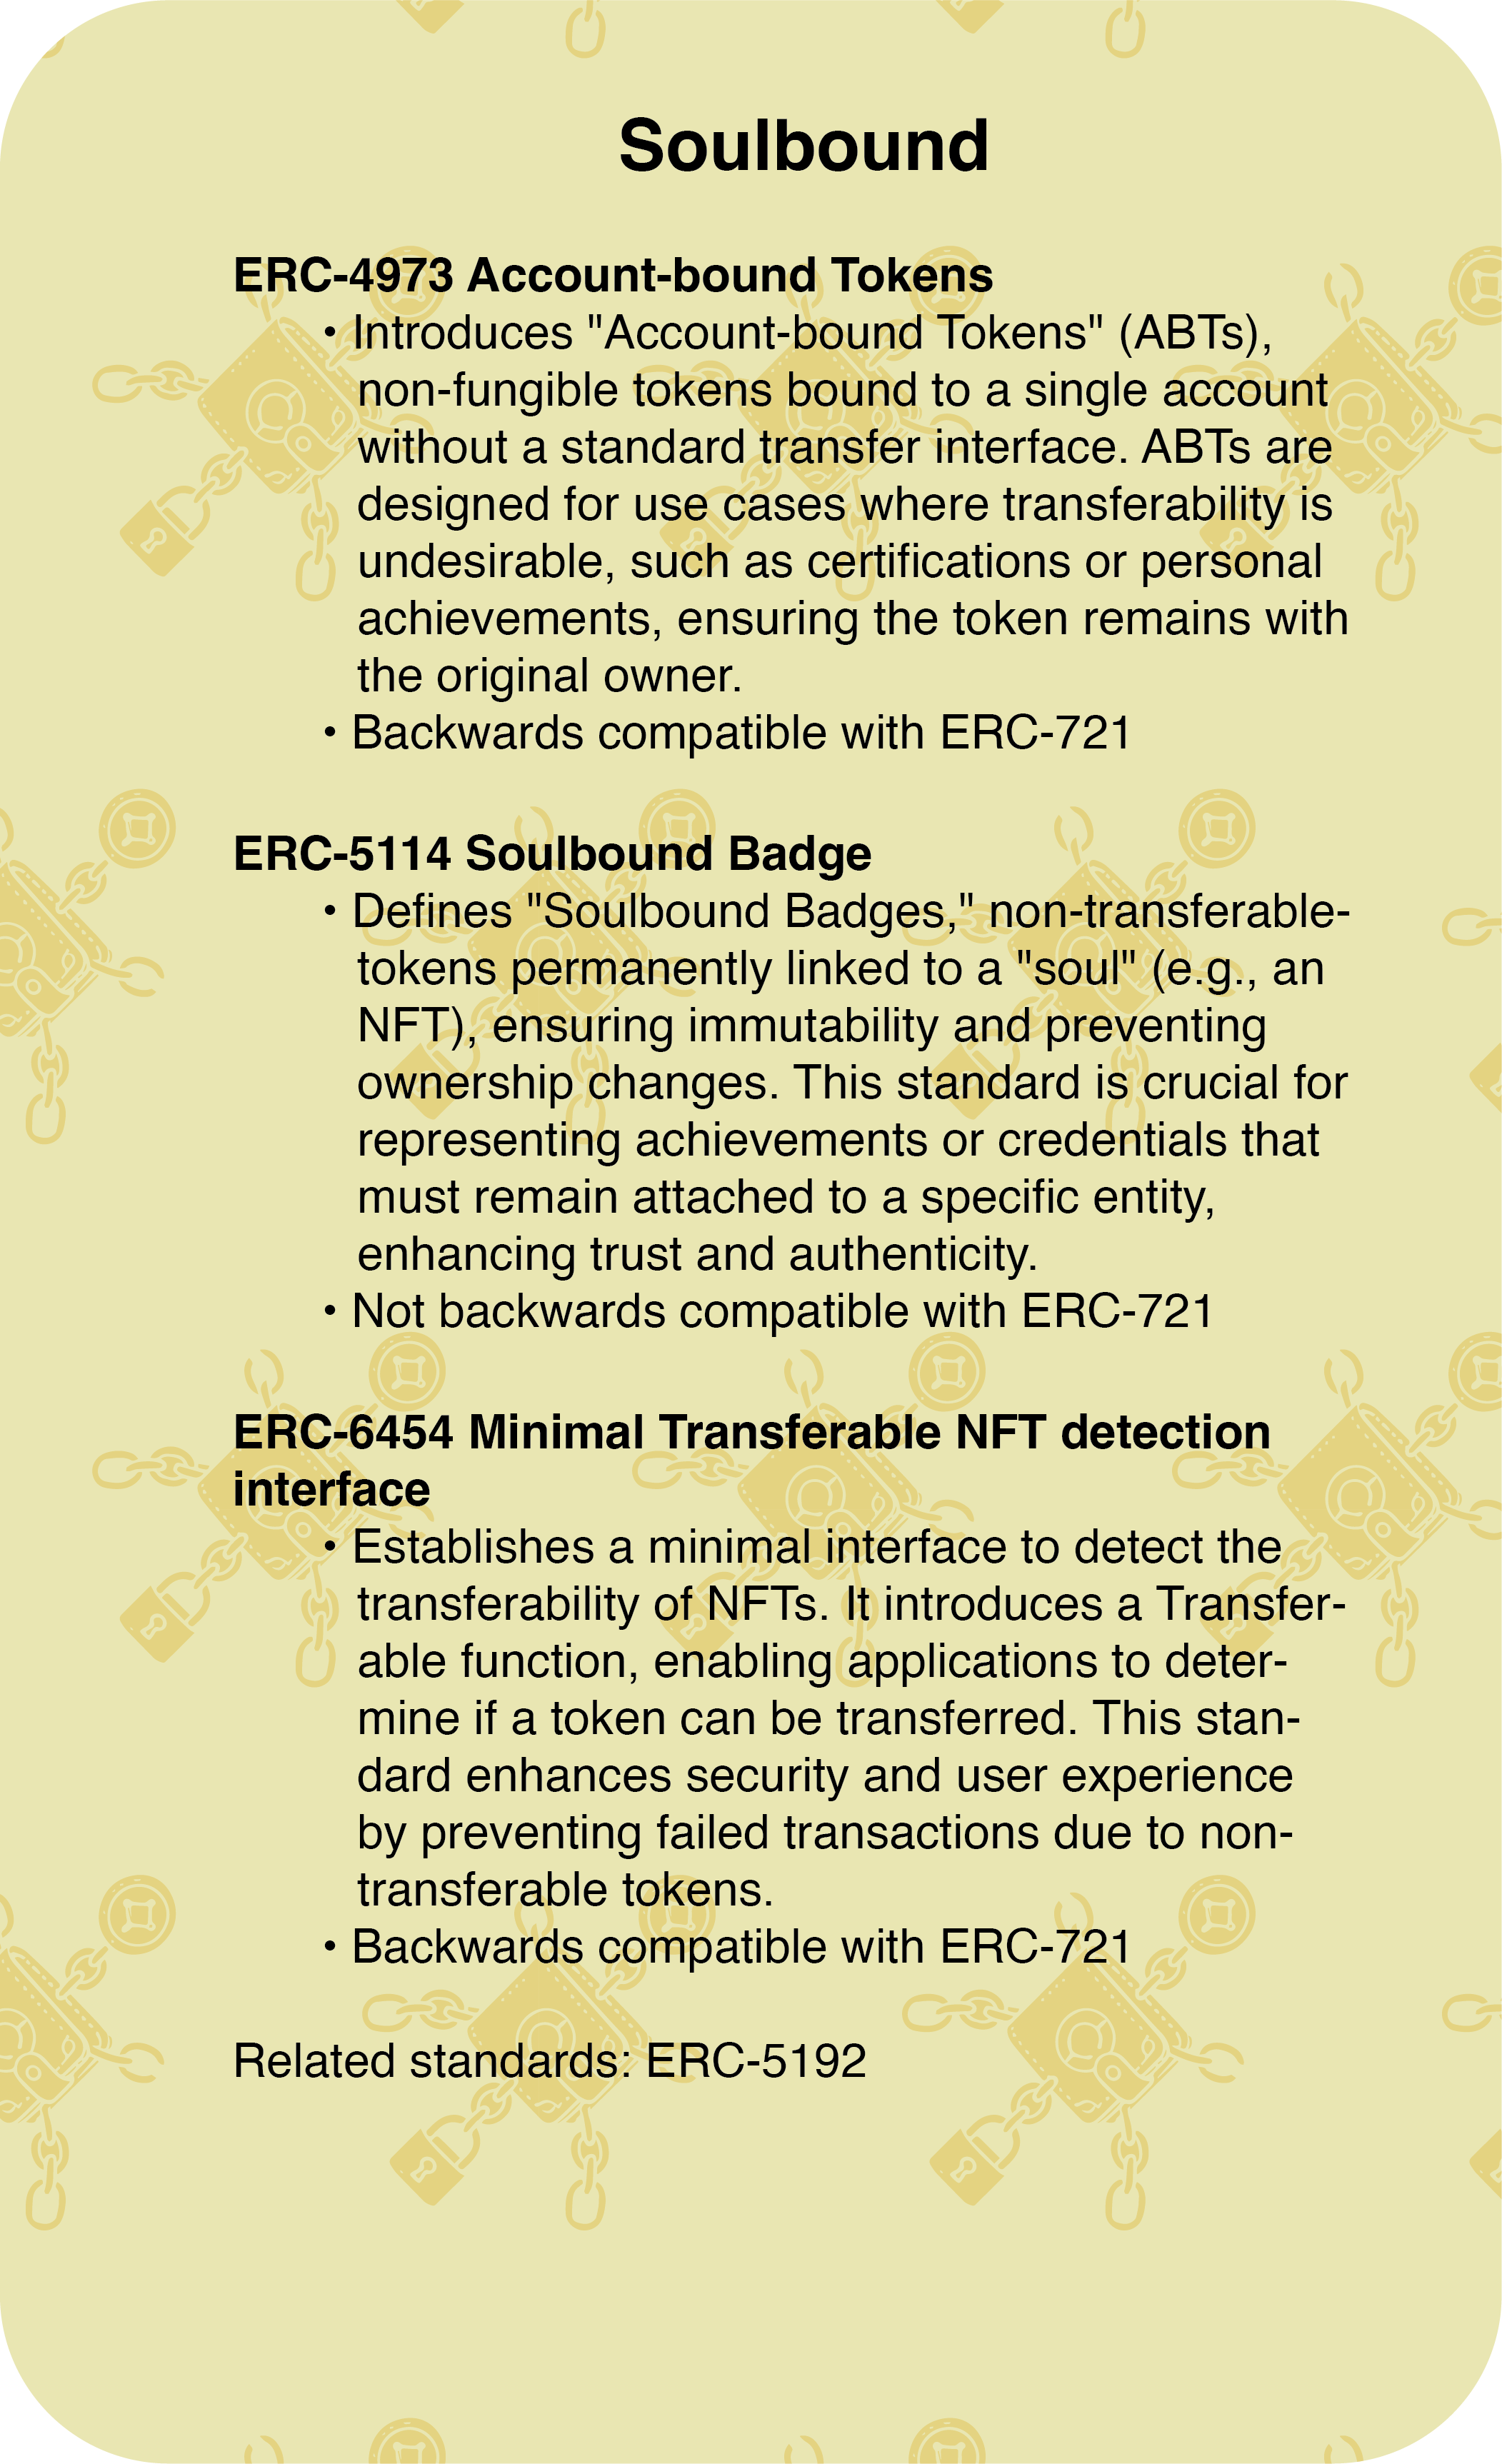 Soulbound
ERC-4973 Account-bound Tokens
• Introduces "Account-bound Tokens" (ABTs),
non-fungible tokens bound to a single account
without a standard transfer interface. ABTs are
designed for use cases where transferability is
undesirable, such as certifications or personal
achievements, ensuring the token remains with
the original owner.
• Backwards compatible with ERC-721
ERC-5114 Soulbound Badge
• Defines "Soulbound Badges," non-transferable-
tokens permanently linked to a "soul" (e.g., an
NFT), ensuring immutability and preventing
ownership changes. This standard is crucial for
representing achievements or credentials that
must remain attached to a specific entity,
enhancing trust and authenticity.
• Not backwards compatible with ERC-721
ERC-6454 Minimal Transferable NFT detection
interface
• Establishes a minimal interface to detect the
transferability of NFTs. It introduces a Transfer-
able function, enabling applications to deter-
mine if a token can be transferred. This stan-
dard enhances security and user experience
by preventing failed transactions due to non-
transferable tokens.
• Backwards compatible with ERC-721
Related standards: ERC-5192